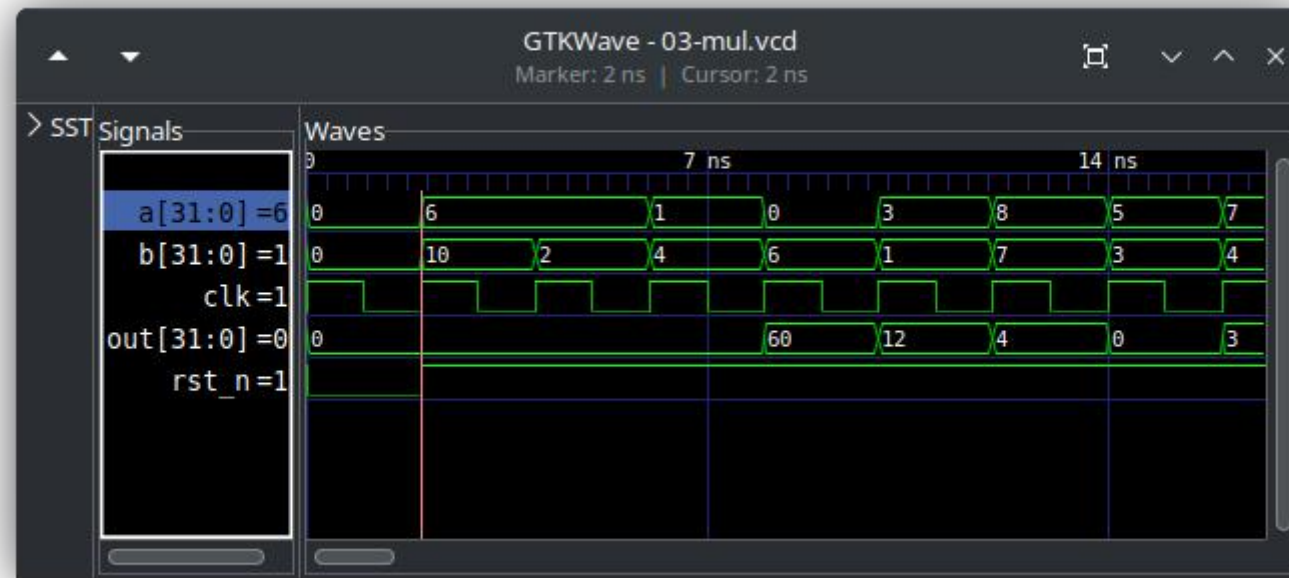 GTKWave - 03-mul.vcd
Marker: 2 ns | Cursor: 2 ns
SST
Signals
Waves
0 7 ns 14 ns
a[31:0] =6 0 6 1 0 3 8 5 7
b[31:0] =1 0 10 2 4 6 1 7 3 4
clk =1
out[31:0] =0 0 60 12 4 0 3
rst_n =1